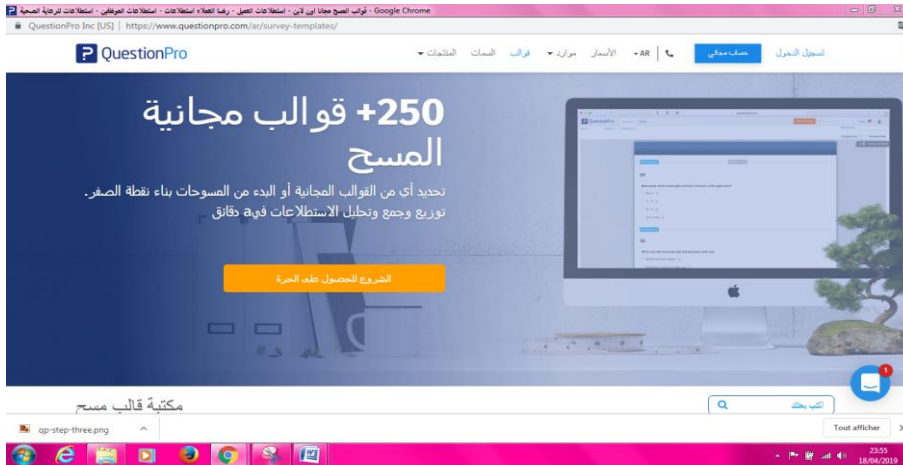 قوالب المسح مجانا اون لاين - استطلاعات العميل - رضا العملاء استطلاعات - استطلاعات الموظفين - استطلاعات للرعاية الصحية - Google Chrome
QuestionPro Inc [US] | https://www.questionpro.com/ar/survey-templates/
QuestionPro
المنتجات السمات قوالب موارد الأسعار AR حساب مجاني تسجيل الدخول
+250 قوالب مجانية
المسح
تحديد أي من القوالب المجانية أو البدء من المسوحات بناء نقطة الصفر.
توزيع وجمع وتحليل الاستطلاعات فيa دقائق
الشروع للحصول على الحرة
1
مكتبة قالب مسح
اكتب بحثك
qp-step-three.png
Tout afficher
23:55
18/04/2019